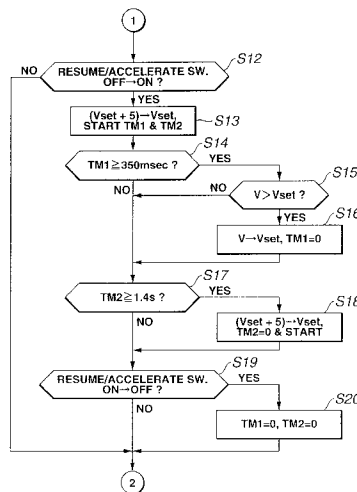 1
S12
NO
RESUME/ACCELERATE SW.
OFF→ON ?
YES
S13
(Vset + 5)→Vset,
START TM1 & TM2
S14
TM1≧350msec ?
YES
NO
S15
NO
V>Vset ?
YES
S16
V→Vset, TM1=0
S17
TM2≧1.4s ?
YES
NO
S18
(Vset + 5)→Vset,
TM2=0 & START
S19
RESUME/ACCELERATE SW.
ON→OFF ?
YES
NO
S20
TM1=0, TM2=0
2